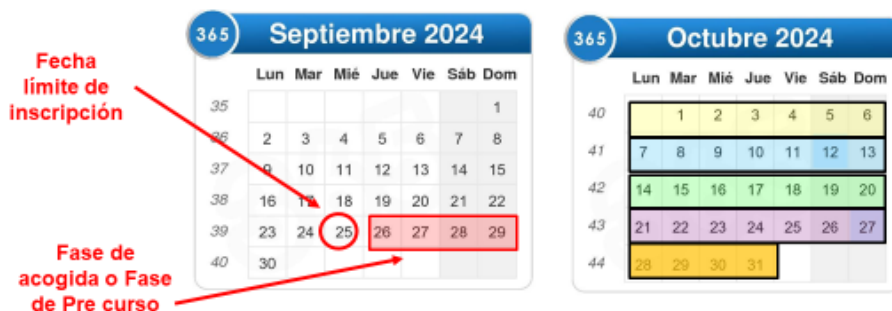 365 Septiembre 2024
Lun Mar Mié Jue Vie Sáb Dom
35 1
36 2 3 4 5 6 7 8
37 9 10 11 12 13 14 15
38 16 17 18 19 20 21 22
39 23 24 25 26 27 28 29
40 30
Fecha
límite de
inscripción
Fase de
acogida o Fase
de Pre curso
365 Octubre 2024
Lun Mar Mié Jue Vie Sáb Dom
40 1 2 3 4 5 6
41 7 8 9 10 11 12 13
42 14 15 16 17 18 19 20
43 21 22 23 24 25 26 27
44 28 29 30 31